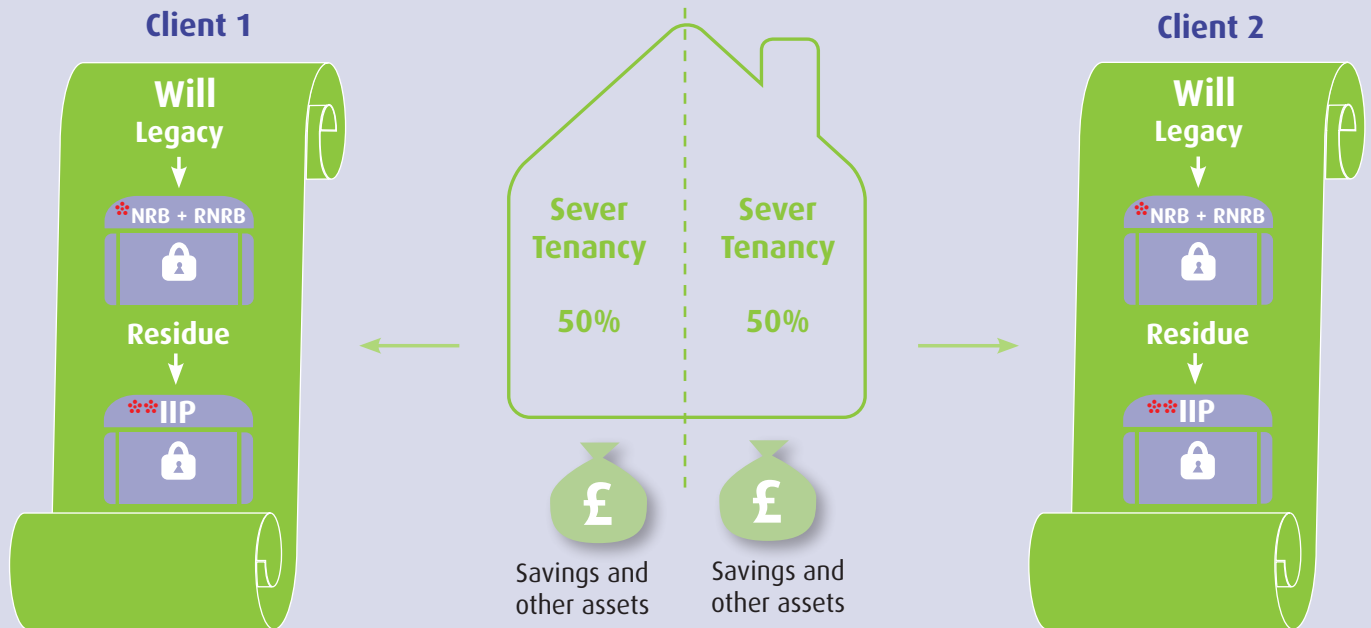 Client 1
Will
Legacy
*NRB + RNRB
Residue
**IIP
Sever
Tenancy
50%
Sever
Tenancy
50%
£
Savings and
other assets
£
Savings and
other assets
Client 2
Will
Legacy
*NRB + RNRB
Residue
**IIP